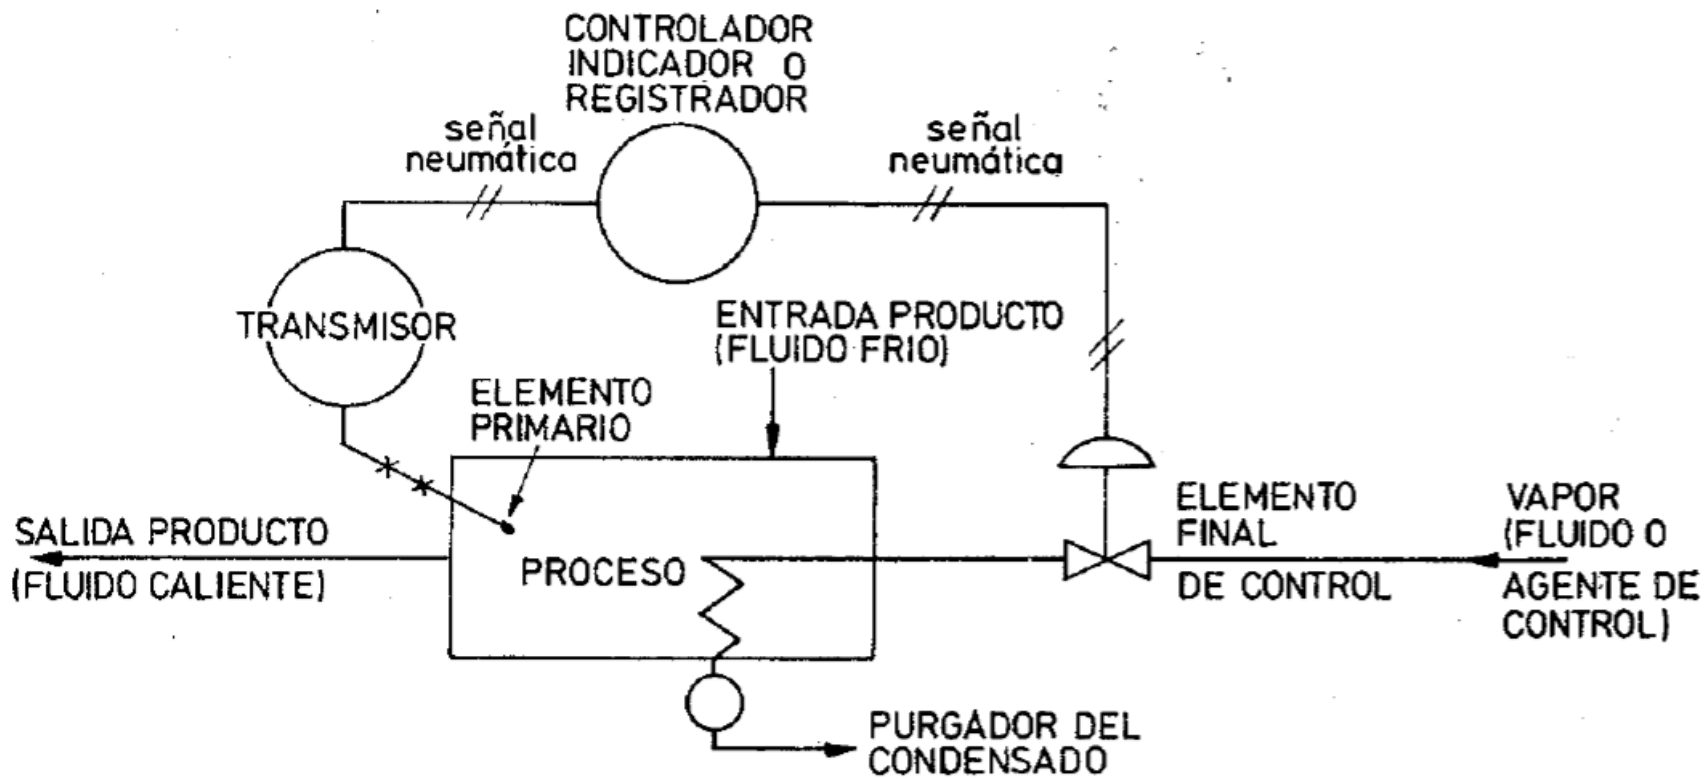 CONTROLADOR
INDICADOR O
REGISTRADOR
señal
neumática
señal
neumática
TRANSMISOR
ENTRADA PRODUCTO
(FLUIDO FRIO)
ELEMENTO
PRIMARIO
SALIDA PRODUCTO
(FLUIDO CALIENTE)
PROCESO
ELEMENTO
FINAL
DE CONTROL
VAPOR
(FLUIDO O
AGENTE DE
CONTROL)
PURGADOR DEL
CONDENSADO